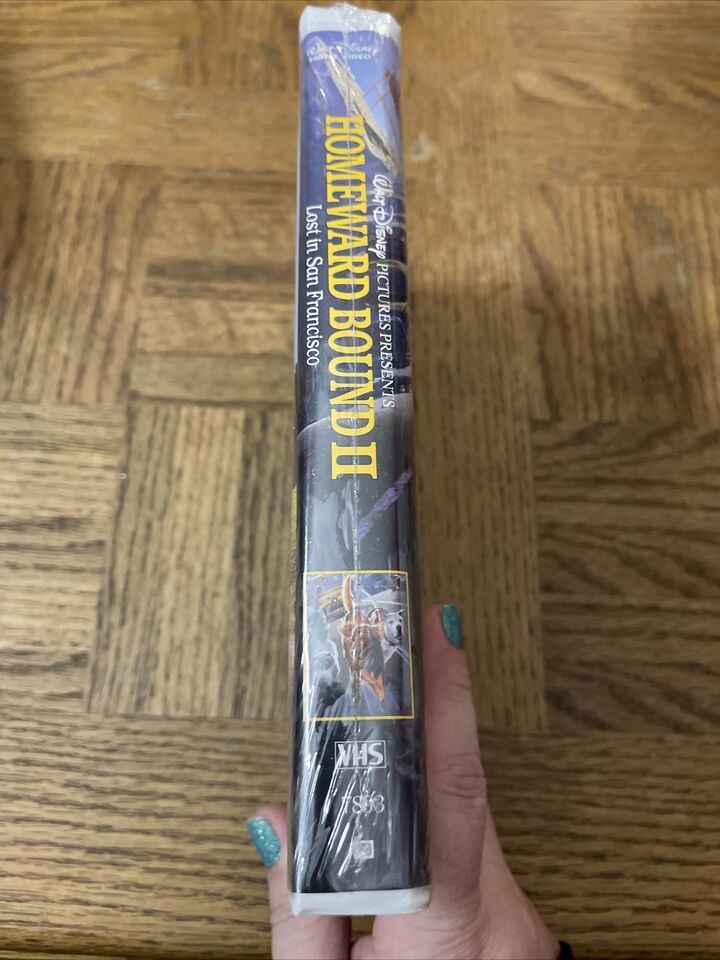 WALT DISNEY
HOME VIDEO
WALT DISNEY PICTURES PRESENTS
HOMEWARD BOUND II
Lost in San Francisco
VHS